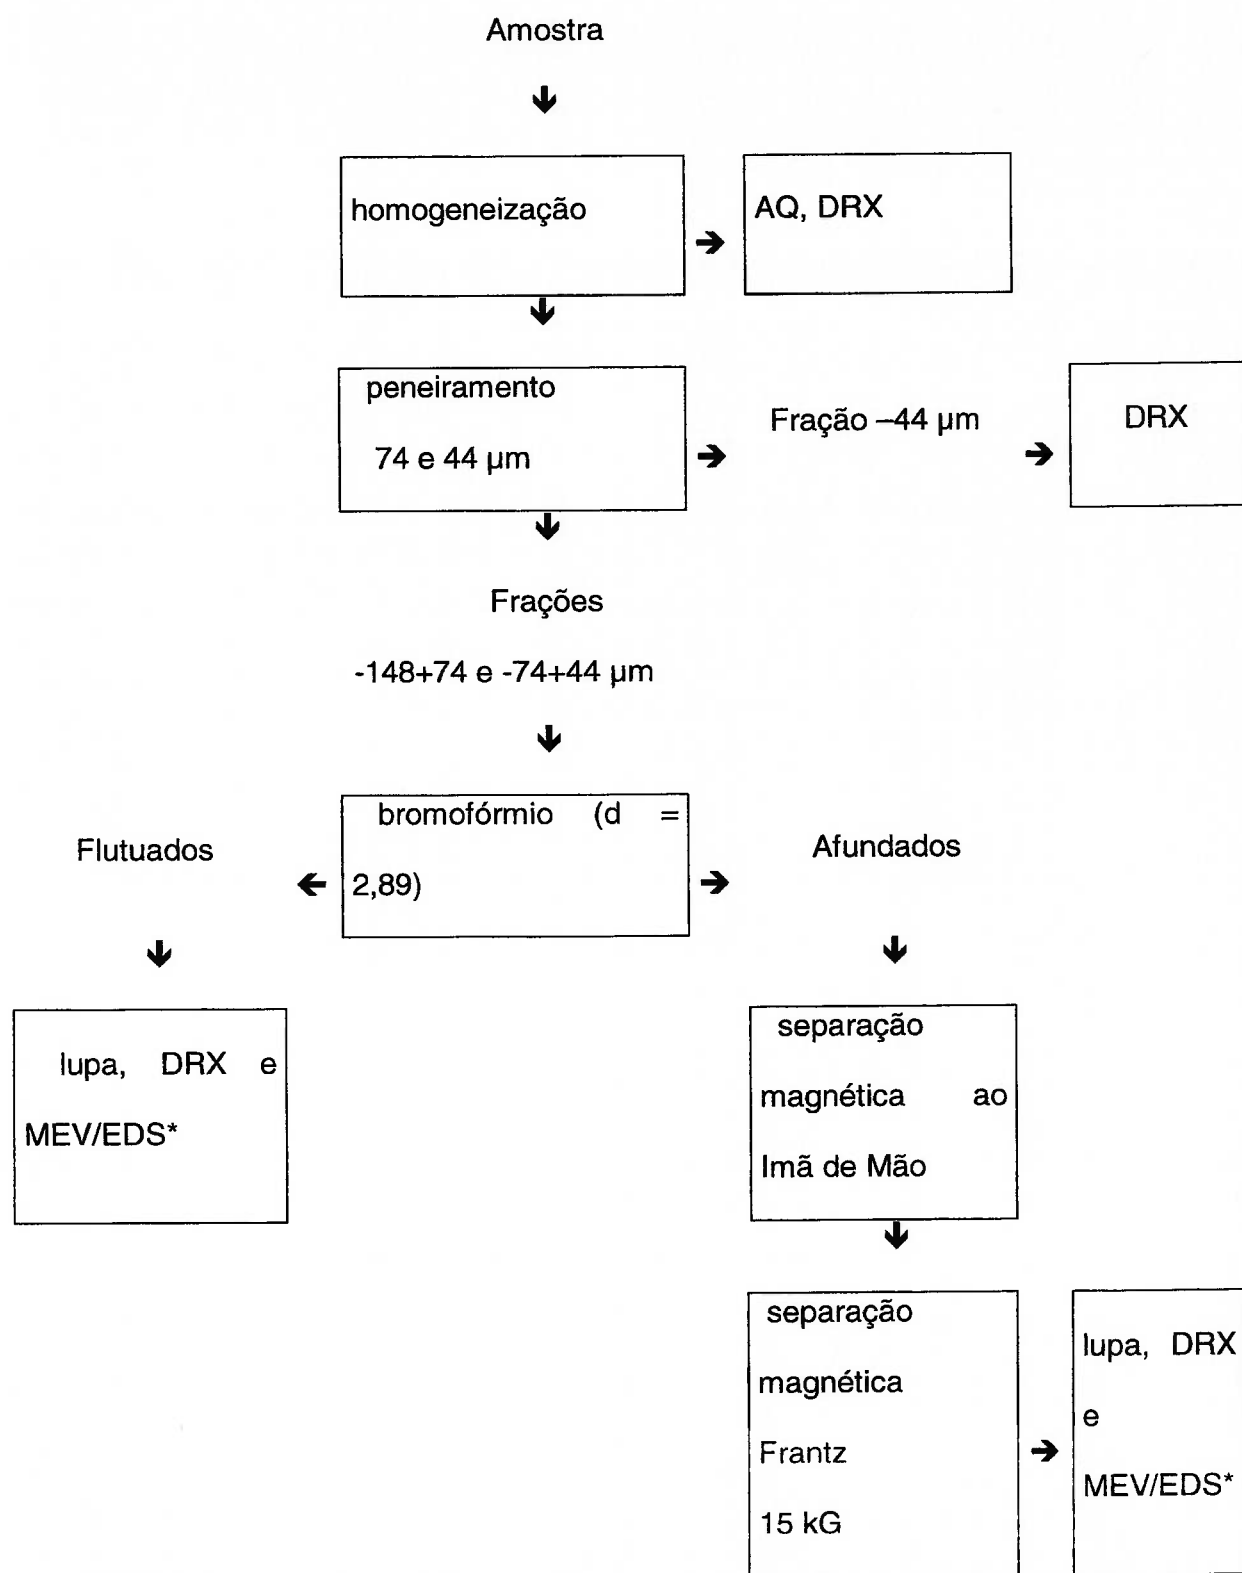 Amostra
homogeneização
AQ, DRX
peneiramento
74 e 44 µm
Fração –44 µm
DRX
Frações
-148+74 e -74+44 µm
bromofórmio (d =
2,89)
Flutuados
Afundados
lupa, DRX e
MEV/EDS*
separação
magnética ao
Imã de Mão
separação
magnética
Frantz
15 kG
lupa, DRX
e
MEV/EDS*